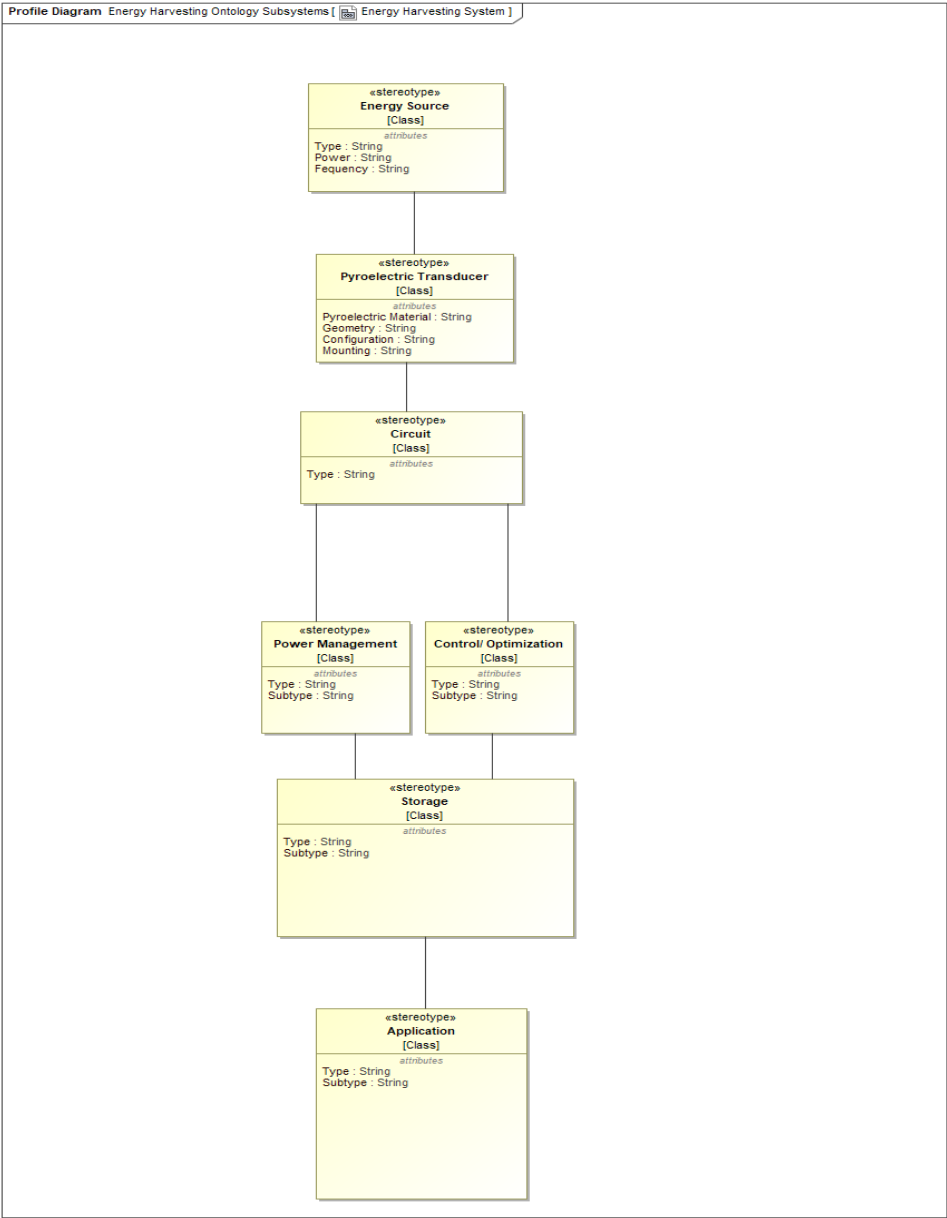 Profile Diagram Energy Harvesting Ontology Subsystems [ Energy Harvesting System ]
«stereotype»
Energy Source
[Class]
attributes
Type : String
Power : String
Fequency : String
«stereotype»
Pyroelectric Transducer
[Class]
attributes
Pyroelectric Material : String
Geometry : String
Configuration : String
Mounting : String
«stereotype»
Circuit
[Class]
attributes
Type : String
«stereotype»
Power Management
[Class]
attributes
Type : String
Subtype : String
«stereotype»
Control/ Optimization
[Class]
attributes
Type : String
Subtype : String
«stereotype»
Storage
[Class]
attributes
Type : String
Subtype : String
«stereotype»
Application
[Class]
attributes
Type : String
Subtype : String